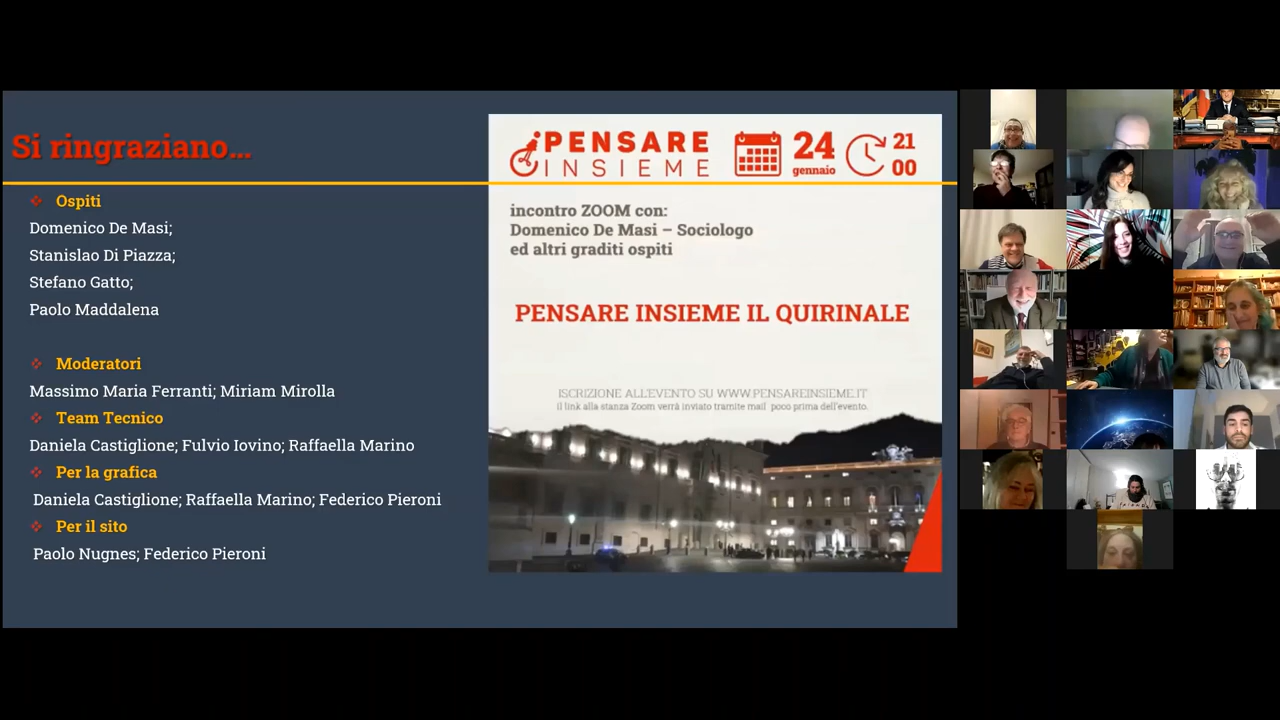 Si ringraziano...
Ospiti
Domenico De Masi;
Stanislao Di Piazza;
Stefano Gatto;
Paolo Maddalena
Moderatori
Massimo Maria Ferranti; Miriam Mirolla
Team Tecnico
Daniela Castiglione; Fulvio Iovino; Raffaella Marino
Per la grafica
Daniela Castiglione; Raffaella Marino; Federico Pieroni
Per il sito
Paolo Nugnes; Federico Pieroni
PENSARE
INSIEME
24
gennaio
21
00
incontro ZOOM con:
Domenico De Masi – Sociologo
ed altri graditi ospiti
PENSARE INSIEME IL QUIRINALE
ISCRIZIONE ALL'EVENTO SU WWW.PENSAREINSIEME.IT
il link alla stanza Zoom verrà inviato tramite mail poco prima dell'evento.